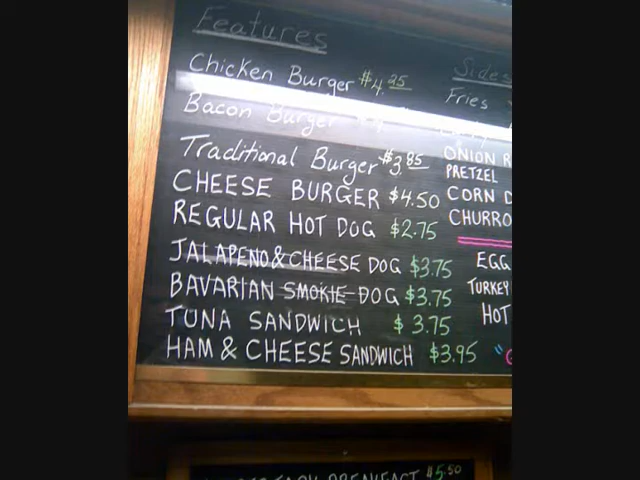 Features
Chicken Burger $4.25
Bacon Burger
Traditional Burger $3.85
CHEESE BURGER $4.50
REGULAR HOT DOG $2.75
JALAPENO & CHEESE DOG $3.75
BAVARIAN SMOKIE DOG $3.75
TUNA SANDWICH $3.75
HAM & CHEESE SANDWICH $3.95
Sides
Fries
ONION R
PRETZEL
CORN D
CHURRO
EGG
TURKEY
HOT
BREAKFAST $5.50